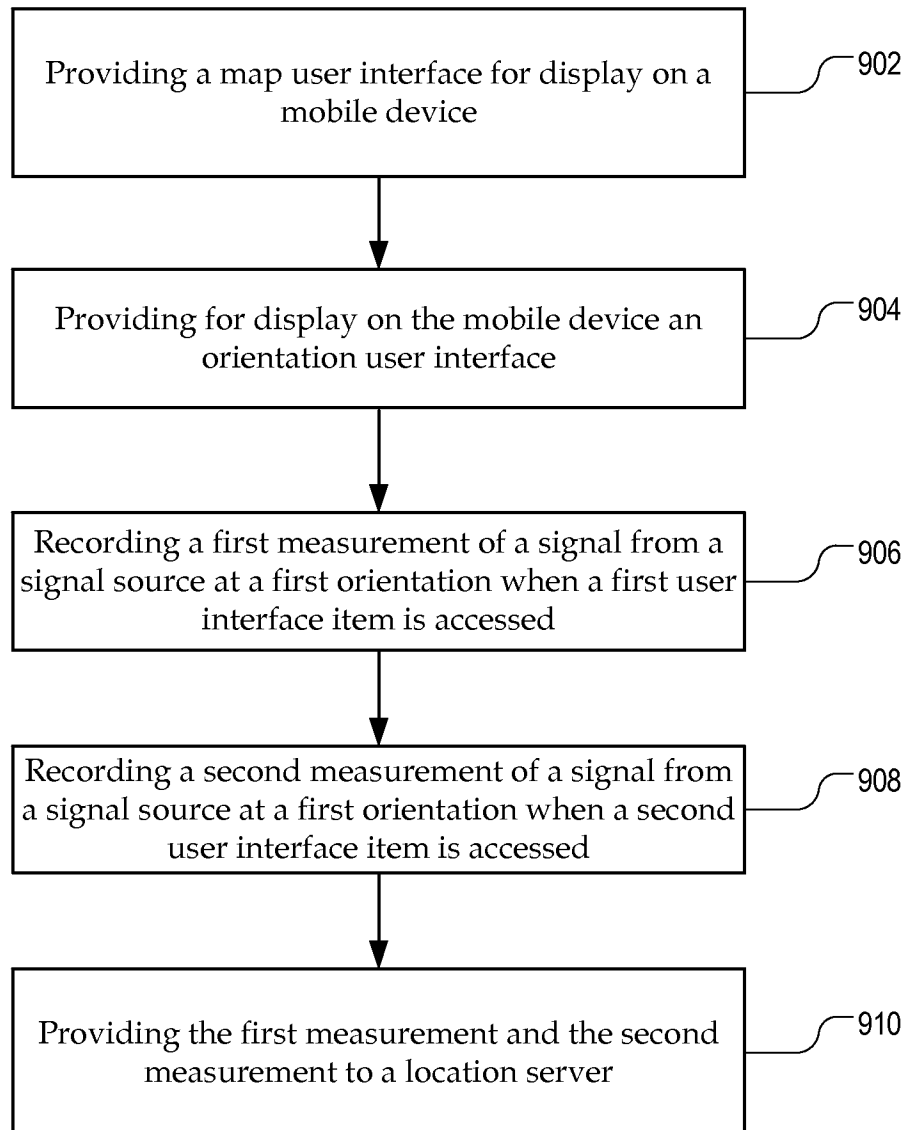 Providing a map user interface for display on a
mobile device
902
Providing for display on the mobile device an
orientation user interface
904
Recording a first measurement of a signal from a
signal source at a first orientation when a first user
interface item is accessed
906
Recording a second measurement of a signal from
a signal source at a first orientation when a second
user interface item is accessed
908
Providing the first measurement and the second
measurement to a location server
910